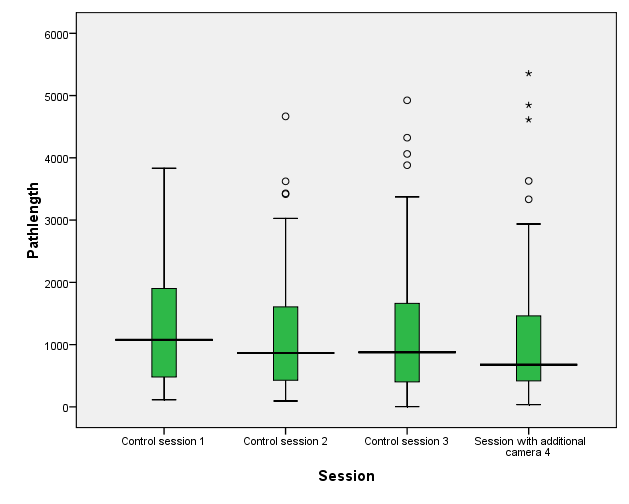 6000
5000
4000
3000
2000
1000
0
Pathlength
Control session 1
Control session 2
Control session 3
Session with additional
camera 4
Session